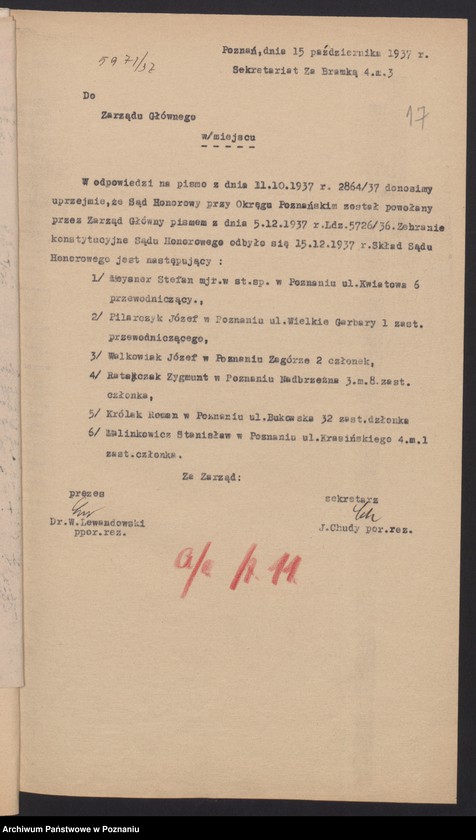 Poznań,dnia 15 października 1937 r.
5971/37
Sekretariat Za Bramką 4.m.3
Do
17
Zarządu Głównego
w/miejscu
W odpowiedzi na pismo z dnia 11.10.1937 r. 2864/37 donosimy
uprzejmie,że Sąd Honorowy przy Okręgu Poznańskim został powołany
przez Zarząd Główny pismem z dnia 5.12.1937 r.Ldz.5726/36.Zebranie
konstytucyjne Sądu Honorowego odbyło się 15.12.1937 r.Skład Sądu
Honorowego jest następujący :
1/ Meysner Stefan mjr.w st.sp. w Poznaniu ul.Kwiatowa 6
przewodniczący.,
2/ Pilarczyk Józef w Poznaniu ul.Wielkie Garbary 1 zast.
przewodniczącego,
3/ Walkowiak Józef w Poznaniu Zagórze 2 członek,
4/ Ratajczak Zygmunt w Poznaniu Nadbrzeżna 3.m.8.zast.
członka,
5/ Królak Roman w Poznaniu ul.Bukowska 32 zast.dzłonka
6/ Malinkowicz Stanisław w Poznaniu ul.Krasińskiego 4.m.1
zast.członka.
Za Zarząd:
prezes
sekretarz
Dr.W.Lewandowski
J.Chudy por.rez.
ppor.rez.
a/a
Archiwum Państwowe w Poznaniu